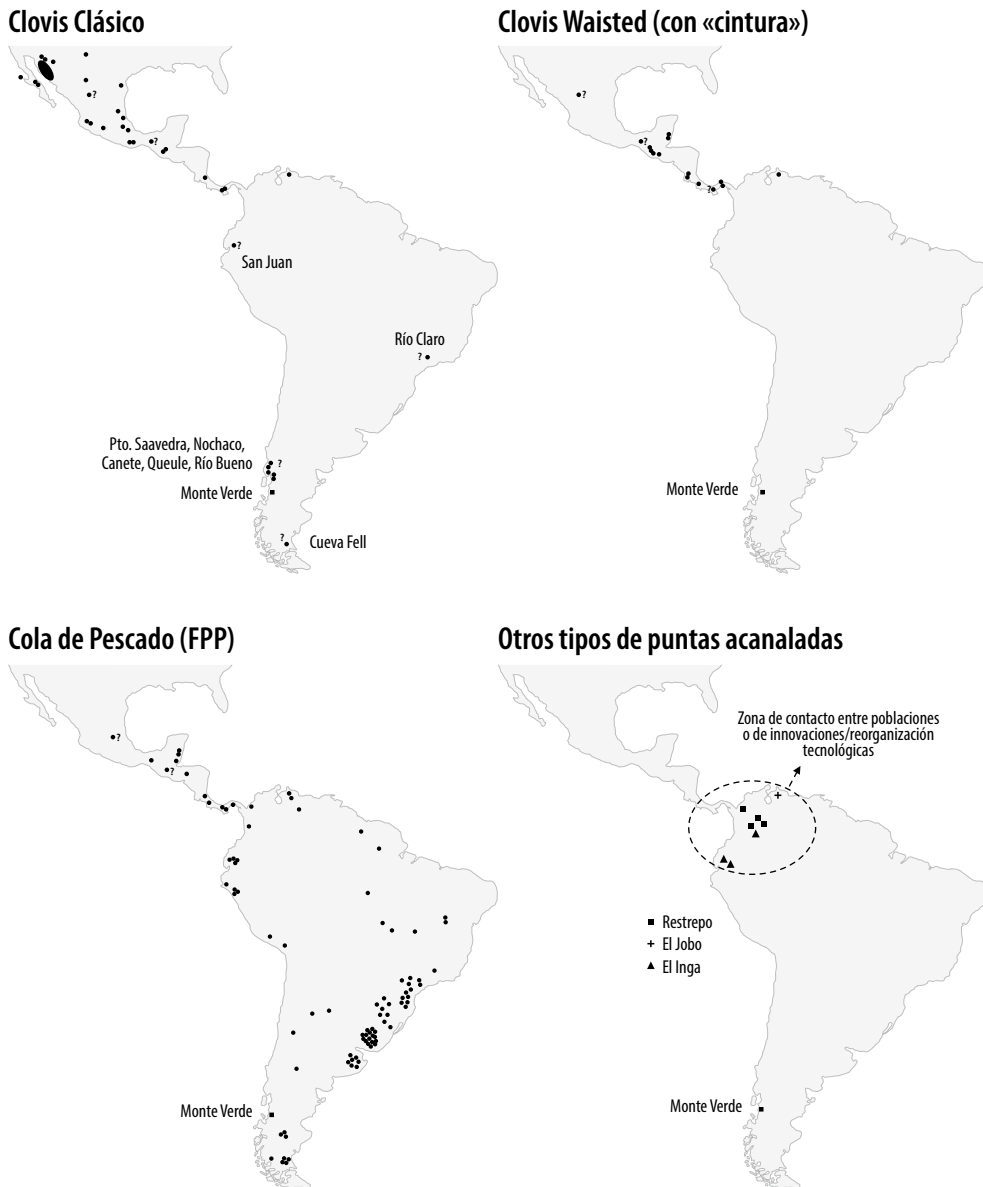 Clovis Clásico
?
?
?
San Juan
Río Claro
?
Pto. Saavedra, Nochaco,
Canete, Queule, Río Bueno
?
Monte Verde
?
Cueva Fell
Clovis Waisted (con «cintura»)
?
?
Monte Verde
Cola de Pescado (FPP)
?
?
Monte Verde
Otros tipos de puntas acanaladas
Zona de contacto entre poblaciones
o de innovaciones/reorganización
tecnológicas
Restrepo
El Jobo
El Inga
Monte Verde